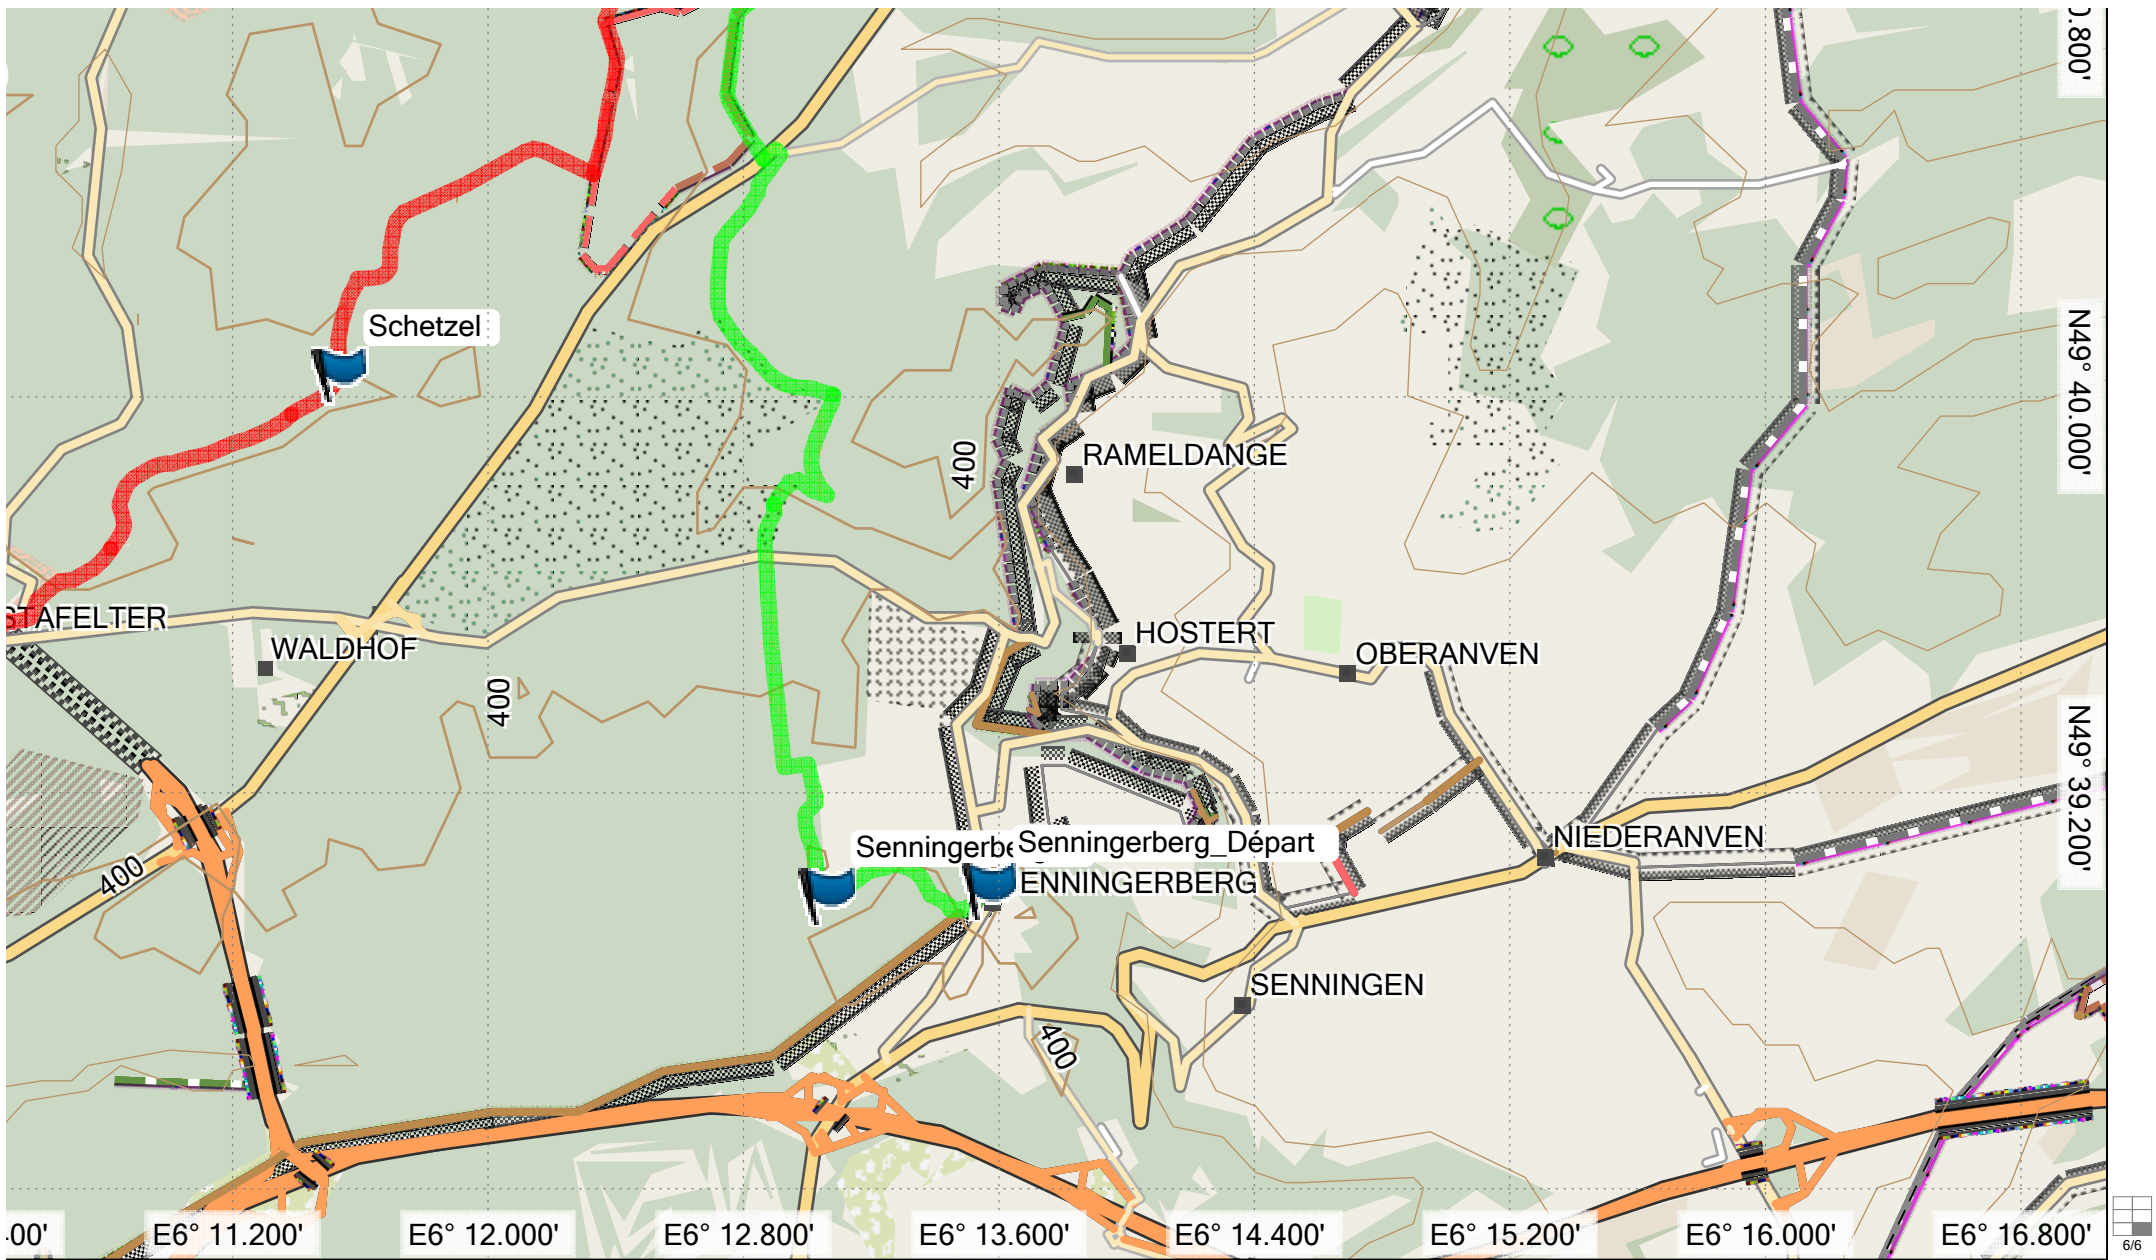 0.800'
Schetzel
N49° 40.000'
400
RAMELDANGE
STAFELTER
WALDHOF
HOSTERT
OBERANVEN
400
N49° 39.200'
400
Senningerbe
Senningerberg_Départ
NIEDERANVEN
ENNINGERBERG
SENNINGEN
400
00'
E6° 11.200'
E6° 12.000'
E6° 12.800'
E6° 13.600'
E6° 14.400'
E6° 15.200'
E6° 16.000'
E6° 16.800'
6/6